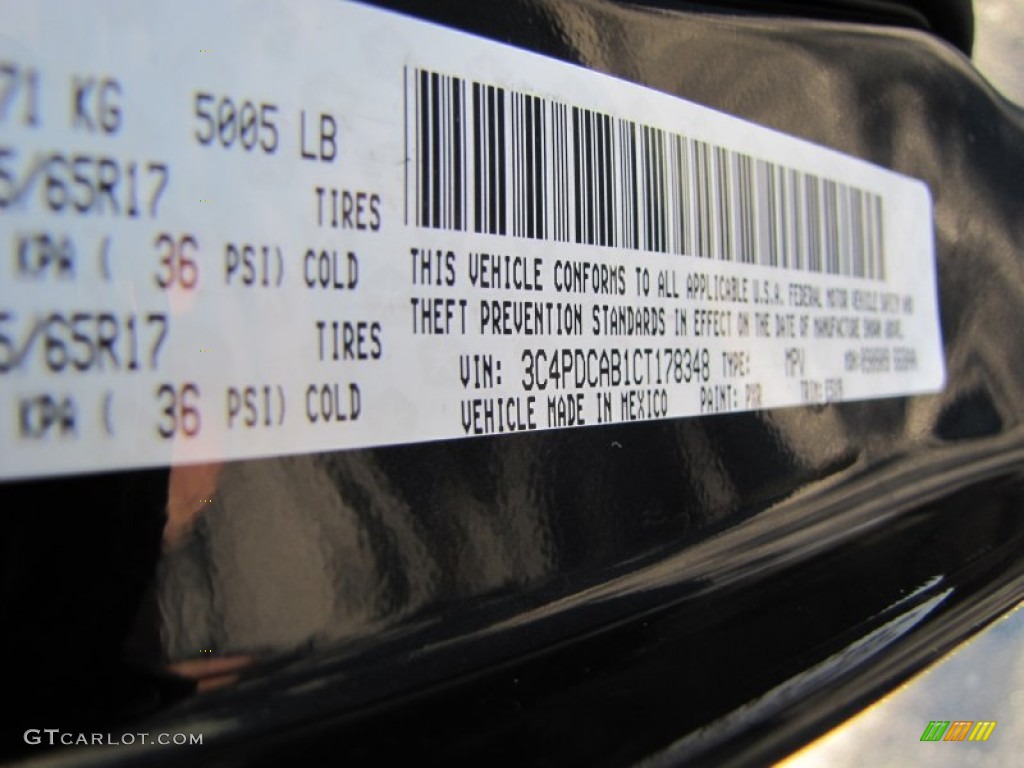 71 KG 5005 LB
5/65R17 TIRES
KPA ( 36 PSI) COLD
5/65R17 TIRES
KPA ( 36 PSI) COLD
THIS VEHICLE CONFORMS TO ALL APPLICABLE U.S.A. FEDERAL MOTOR VEHICLE SAFETY AND
THEFT PREVENTION STANDARDS IN EFFECT ON THE DATE OF MANUFACTURE SHOWN ABOVE.
VIN: 3C4PDCAB1CT178348 TYPE: MPV
VEHICLE MADE IN MEXICO PAINT: PXR TRIM:
GTCARLOT.COM